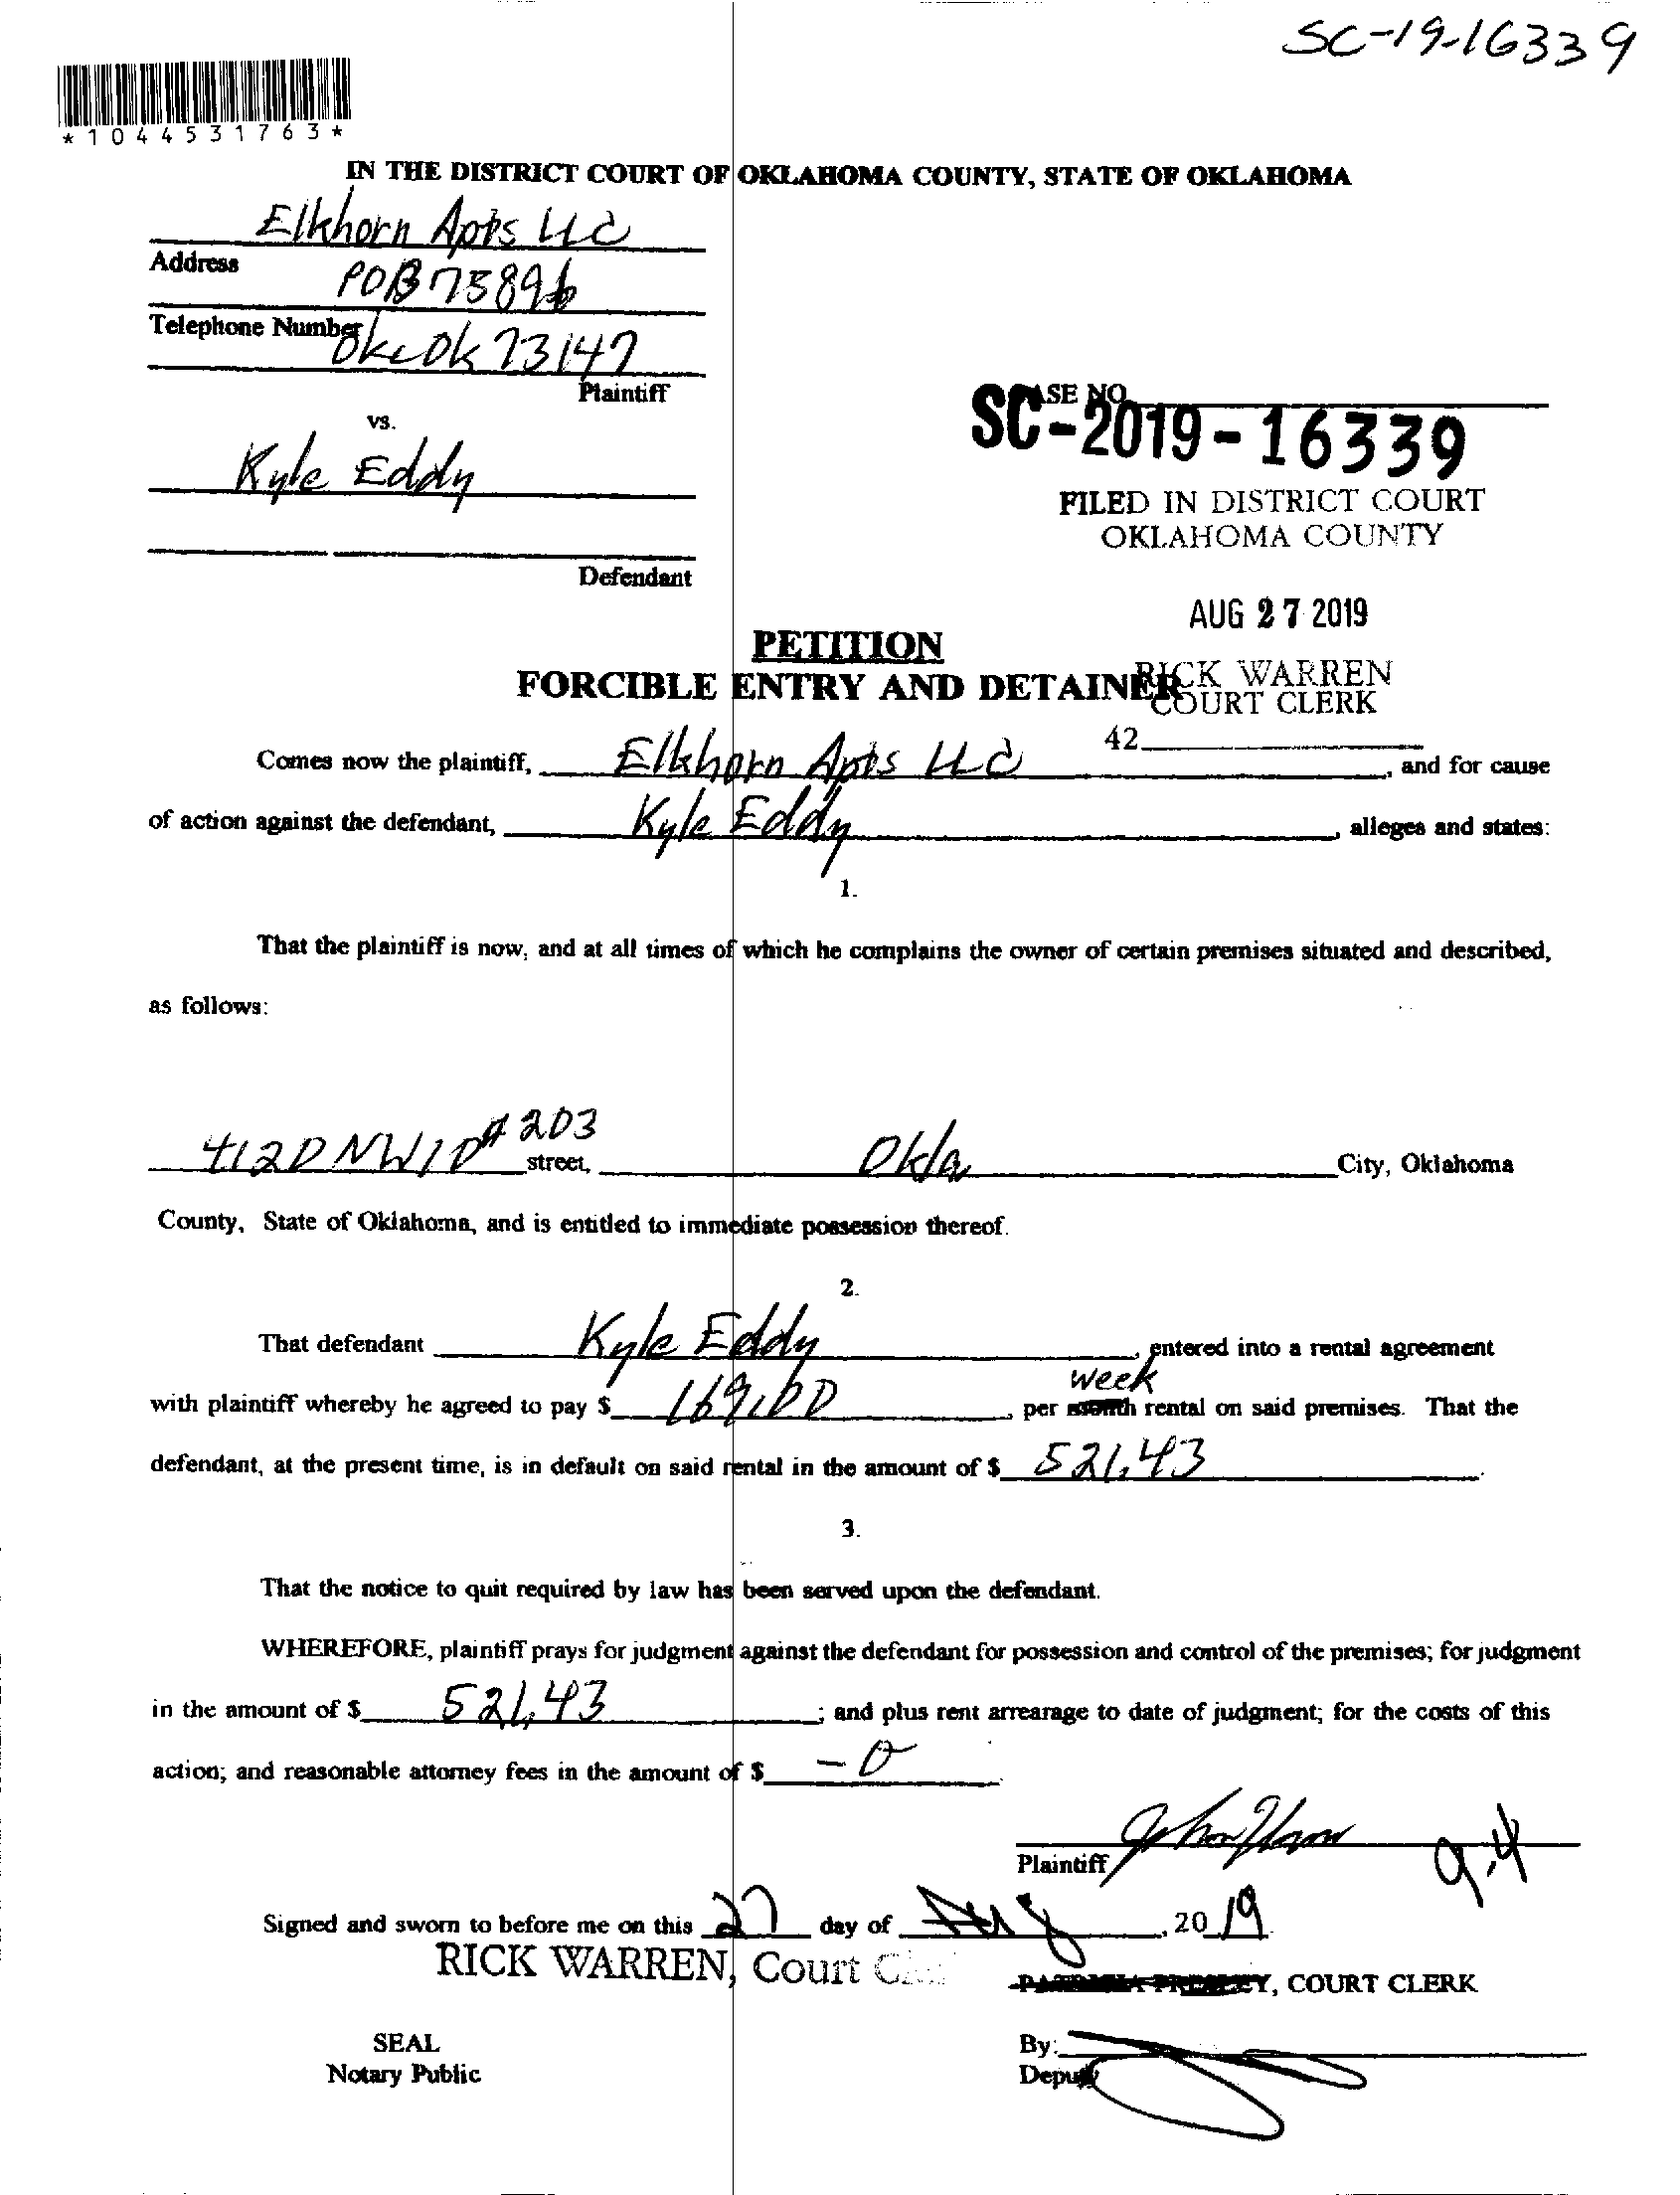 SC-19-16339
*1044531763*
IN THE DISTRICT COURT OF OKLAHOMA COUNTY, STATE OF OKLAHOMA
Elkhorn Apts LLC
Address
POB 75896
Telephone Number
Okc Ok 73147
Plaintiff
vs.
Kyle Eddy
Defendant
CASE NO.
SC-2019-16339
FILED IN DISTRICT COURT
OKLAHOMA COUNTY
AUG 27 2019
RICK WARREN
COURT CLERK
42
PETITION
FORCIBLE ENTRY AND DETAINER
Comes now the plaintiff, Elkhorn Apts LLC, and for cause
of action against the defendant, Kyle Eddy, alleges and states:
1.
That the plaintiff is now, and at all times of which he complains the owner of certain premises situated and described,
as follows:
4120 NW10 #203 street, Okla City, Oklahoma
County, State of Oklahoma, and is entitled to immediate possession thereof.
2.
That defendant Kyle Eddy, entered into a rental agreement
week
with plaintiff whereby he agreed to pay $ 169.00, per month rental on said premises. That the
defendant, at the present time, is in default on said rental in the amount of $ 521.43.
3.
That the notice to quit required by law has been served upon the defendant.
WHEREFORE, plaintiff prays for judgment against the defendant for possession and control of the premises; for judgment
in the amount of $ 521.43; and plus rent arrearage to date of judgment; for the costs of this
action; and reasonable attorney fees in the amount of $ -0.
Plaintiff
9-4
Signed and sworn to before me on this 27 day of Aug, 2019.
RICK WARREN, Court
PATRICIA PRESLEY, COURT CLERK
SEAL
Notary Public
By:
Deputy